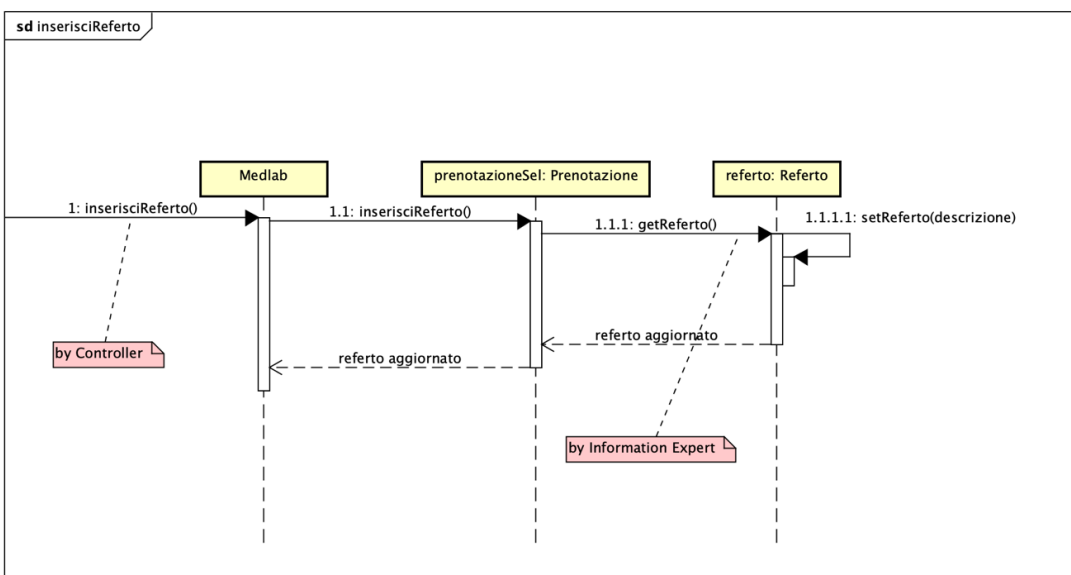 sd inserisciReferto
Medlab
prenotazioneSel: Prenotazione
referto: Referto
1: inserisciReferto()
1.1: inserisciReferto()
1.1.1: getReferto()
1.1.1.1: setReferto(descrizione)
referto aggiornato
referto aggiornato
by Controller
by Information Expert